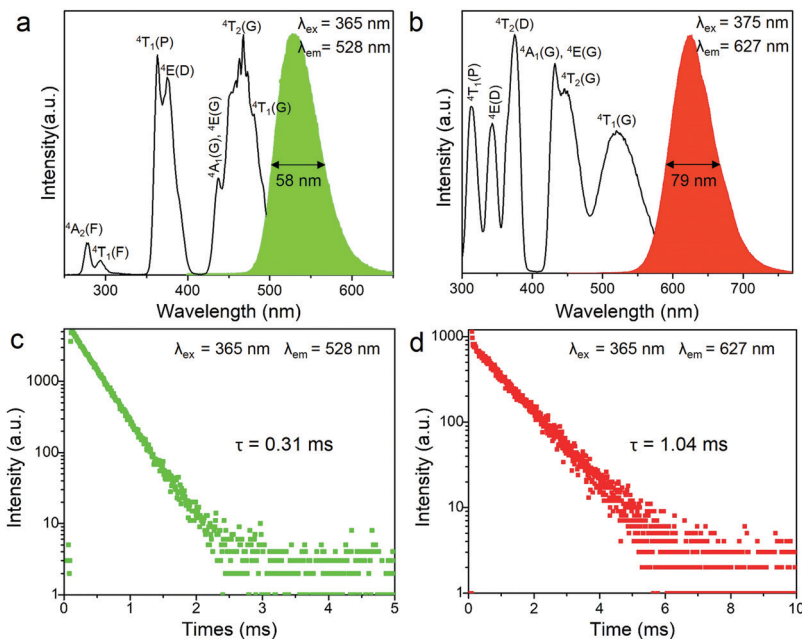 a
λex = 365 nm
λem = 528 nm
⁴T₂(G)
⁴T₁(P)
⁴E(D)
⁴A₁(G), ⁴E(G)
⁴T₁(G)
⁴A₂(F)
⁴T₁(F)
58 nm
Intensity(a.u.)
250 300 400 500 600
Wavelength (nm)
b
λex = 375 nm
λem = 627 nm
⁴T₂(D)
⁴A₁(G), ⁴E(G)
⁴T₂(G)
⁴T₁(P)
⁴E(D)
⁴T₁(G)
79 nm
Intensity (a.u.)
300 400 500 600 700
Wavelength (nm)
c
λex = 365 nm λem = 528 nm
τ = 0.31 ms
Intensity (a.u.)
1000
100
10
1
0 1 2 3 4 5
Times (ms)
d
λex = 365 nm λem = 627 nm
τ = 1.04 ms
Intensity (a.u.)
1000
100
10
1
0 2 4 6 8 10
Time (ms)